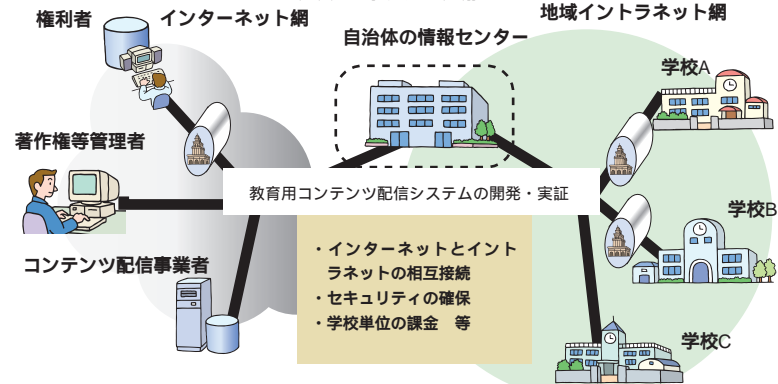 権利者
インターネット網
自治体の情報センター
地域イントラネット網
学校A
著作権等管理者
教育用コンテンツ配信システムの開発・実証
学校B
コンテンツ配信事業者
・インターネットとイント
ラネットの相互接続
・セキュリティの確保
・学校単位の課金　等
学校C